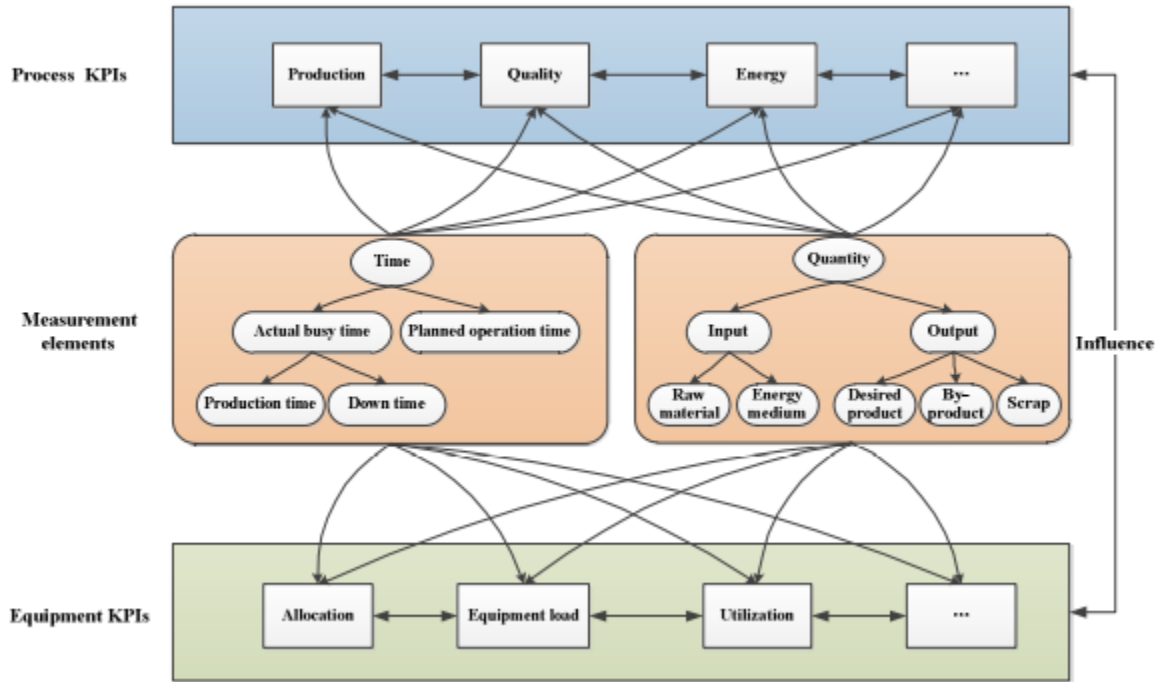 Process KPIs
Production
Quality
Energy
...
Time
Quantity
Measurement
elements
Actual busy time
Planned operation time
Input
Output
Influence
Production time
Down time
Raw
material
Energy
medium
Desired
product
By-
product
Scrap
Equipment KPIs
Allocation
Equipment load
Utilization
...